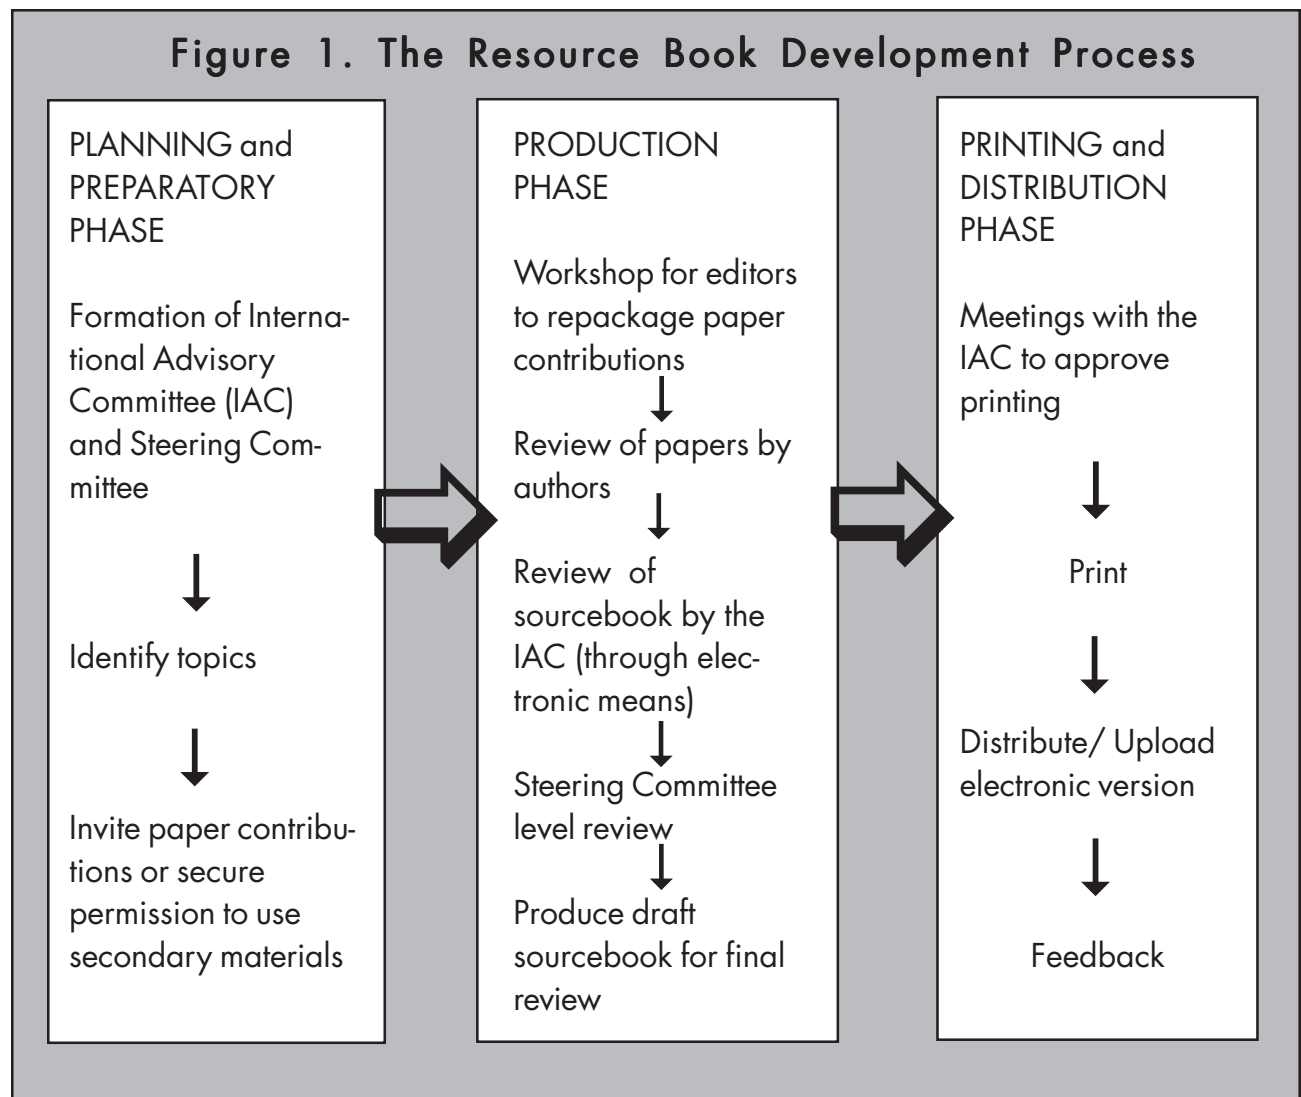 Figure 1. The Resource Book Development Process
PLANNING and
PREPARATORY
PHASE
Formation of Interna-
tional Advisory
Committee (IAC)
and Steering Com-
mittee
Identify topics
Invite paper contribu-
tions or secure
permission to use
secondary materials
PRODUCTION
PHASE
Workshop for editors
to repackage paper
contributions
Review of papers by
authors
Review of
sourcebook by the
IAC (through elec-
tronic means)
Steering Committee
level review
Produce draft
sourcebook for final
review
PRINTING and
DISTRIBUTION
PHASE
Meetings with the
IAC to approve
printing
Print
Distribute/ Upload
electronic version
Feedback